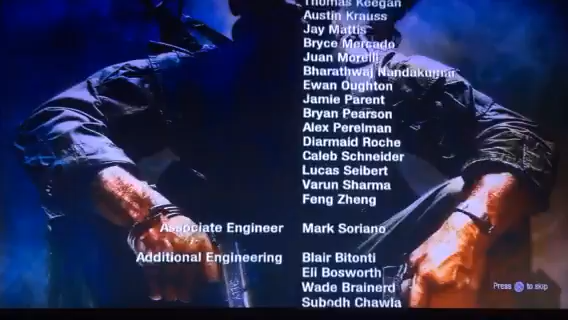 Thomas Keegan
Austin Krauss
Jay Mattis
Bryce Mercado
Juan Morelli
Bharathwaj Nandakumar
Ewan Oughton
Jamie Parent
Bryan Pearson
Alex Perelman
Diarmaid Roche
Caleb Schneider
Lucas Seibert
Varun Sharma
Feng Zheng
Associate Engineer Mark Soriano
Additional Engineering Blair Bitonti
Eli Bosworth
Wade Brainerd
Subodh Chawla
Press to skip